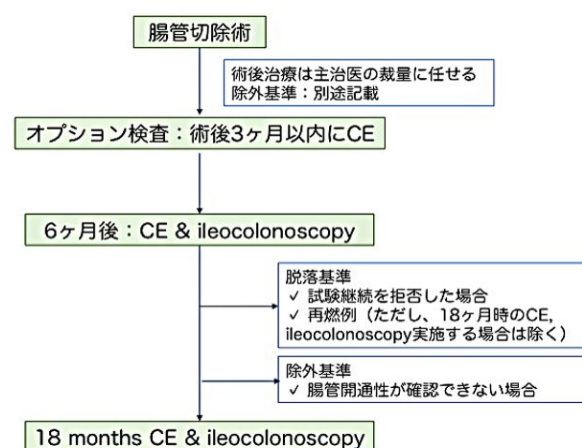 腸管切除術
術後治療は主治医の裁量に任せる
除外基準：別途記載
オプション検査：術後3ヶ月以内にCE
6ヶ月後：CE & ileocolonoscopy
脱落基準
✓ 試験継続を拒否した場合
✓ 再燃例（ただし、18ヶ月時のCE,
ileocolonoscopy実施する場合は除く）
除外基準
✓ 腸管開通性が確認できない場合
18 months CE & ileocolonoscopy